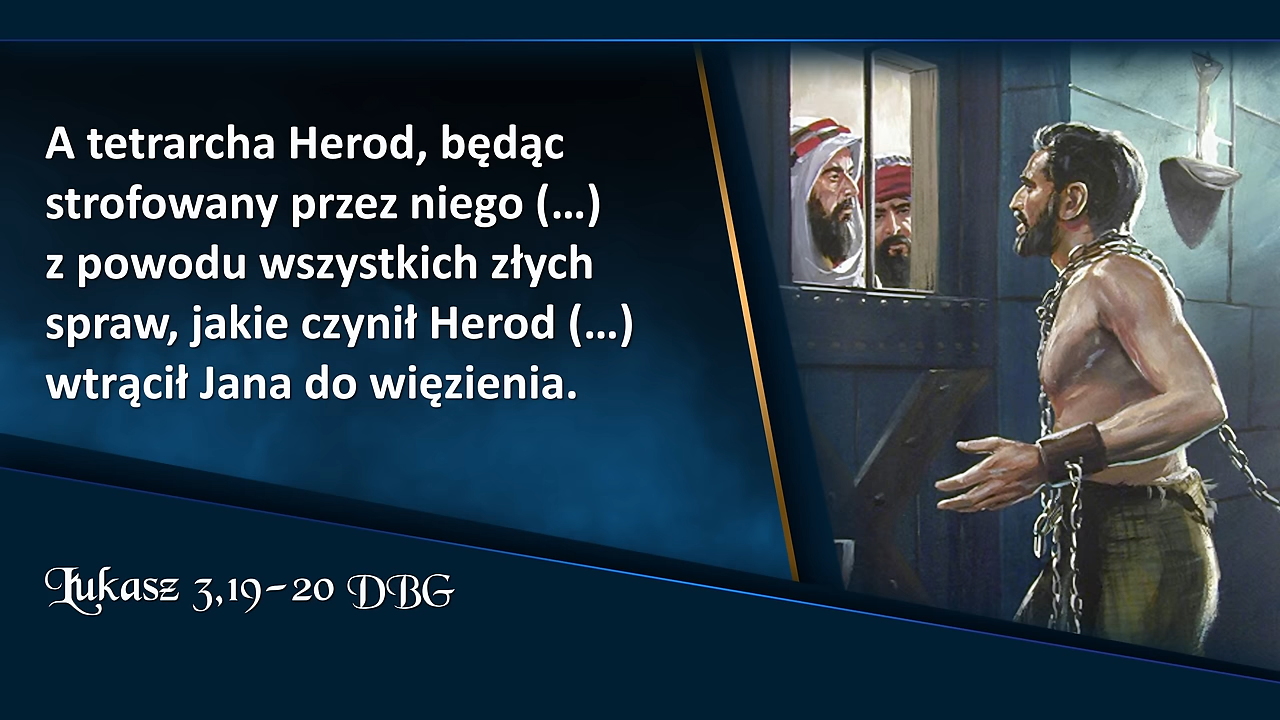 A tetrarcha Herod, będąc
strofowany przez niego (...)
z powodu wszystkich złych
spraw, jakie czynił Herod (...)
wtrącił Jana do więzienia.
Łukasz 3,19-20 DBG